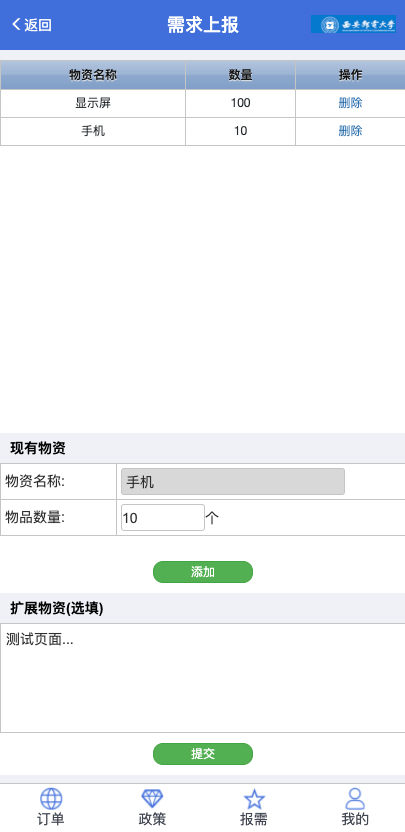 返回
需求上报
西安邮电大学
物资名称 数量 操作
显示屏 100 删除
手机 10 删除
现有物资
物资名称: 手机
物品数量: 10 个
添加
扩展物资(选填)
测试页面...
提交
订单 政策 报需 我的